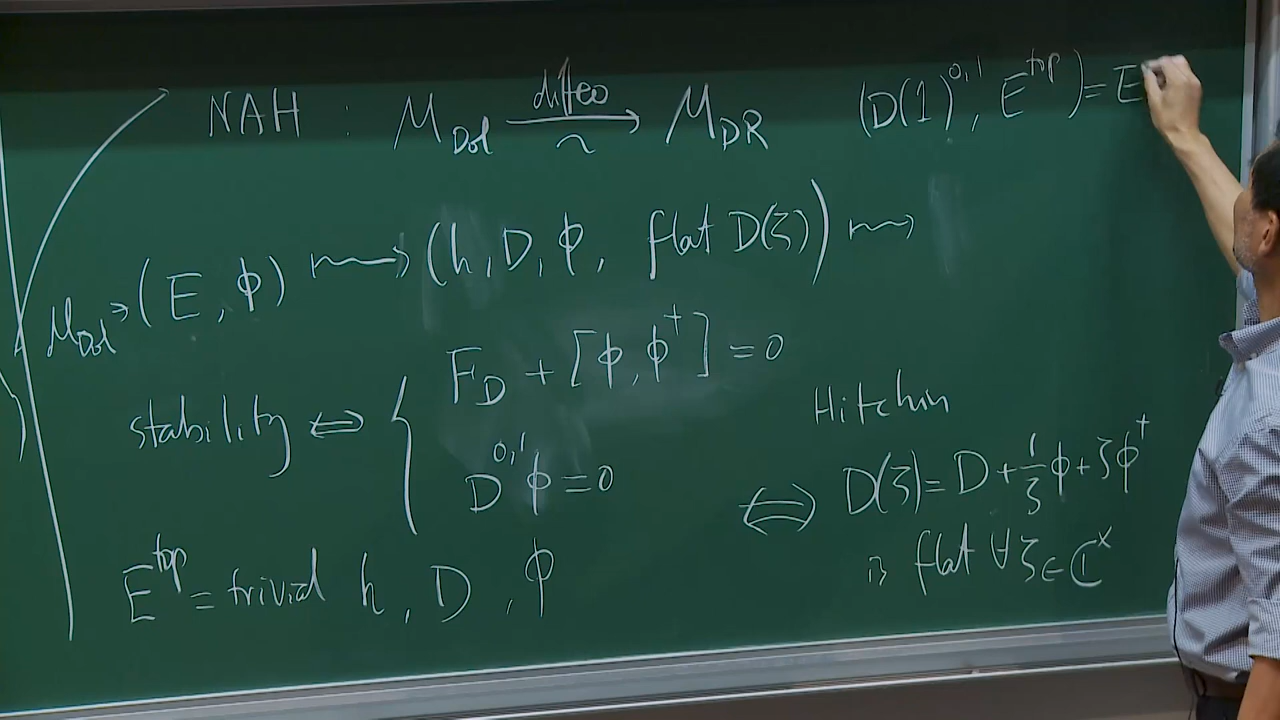 NAH : M_Dol —diffeo/~→ M_DR (D(1)^{0,1}, E^{top}) = E
M_Dol ∋ (E, ϕ) ⟿ (h, D, ϕ, flat D(ζ)) ⟿
stability ⇔ { F_D + [ϕ, ϕ^†] = 0
D^{0,1} ϕ = 0
Hitchin
⇔ D(ζ) = D + 1/ζ ϕ + ζϕ^†
is flat ∀ζ ∈ ℂ^×
E^{top} = trivial h, D, ϕ